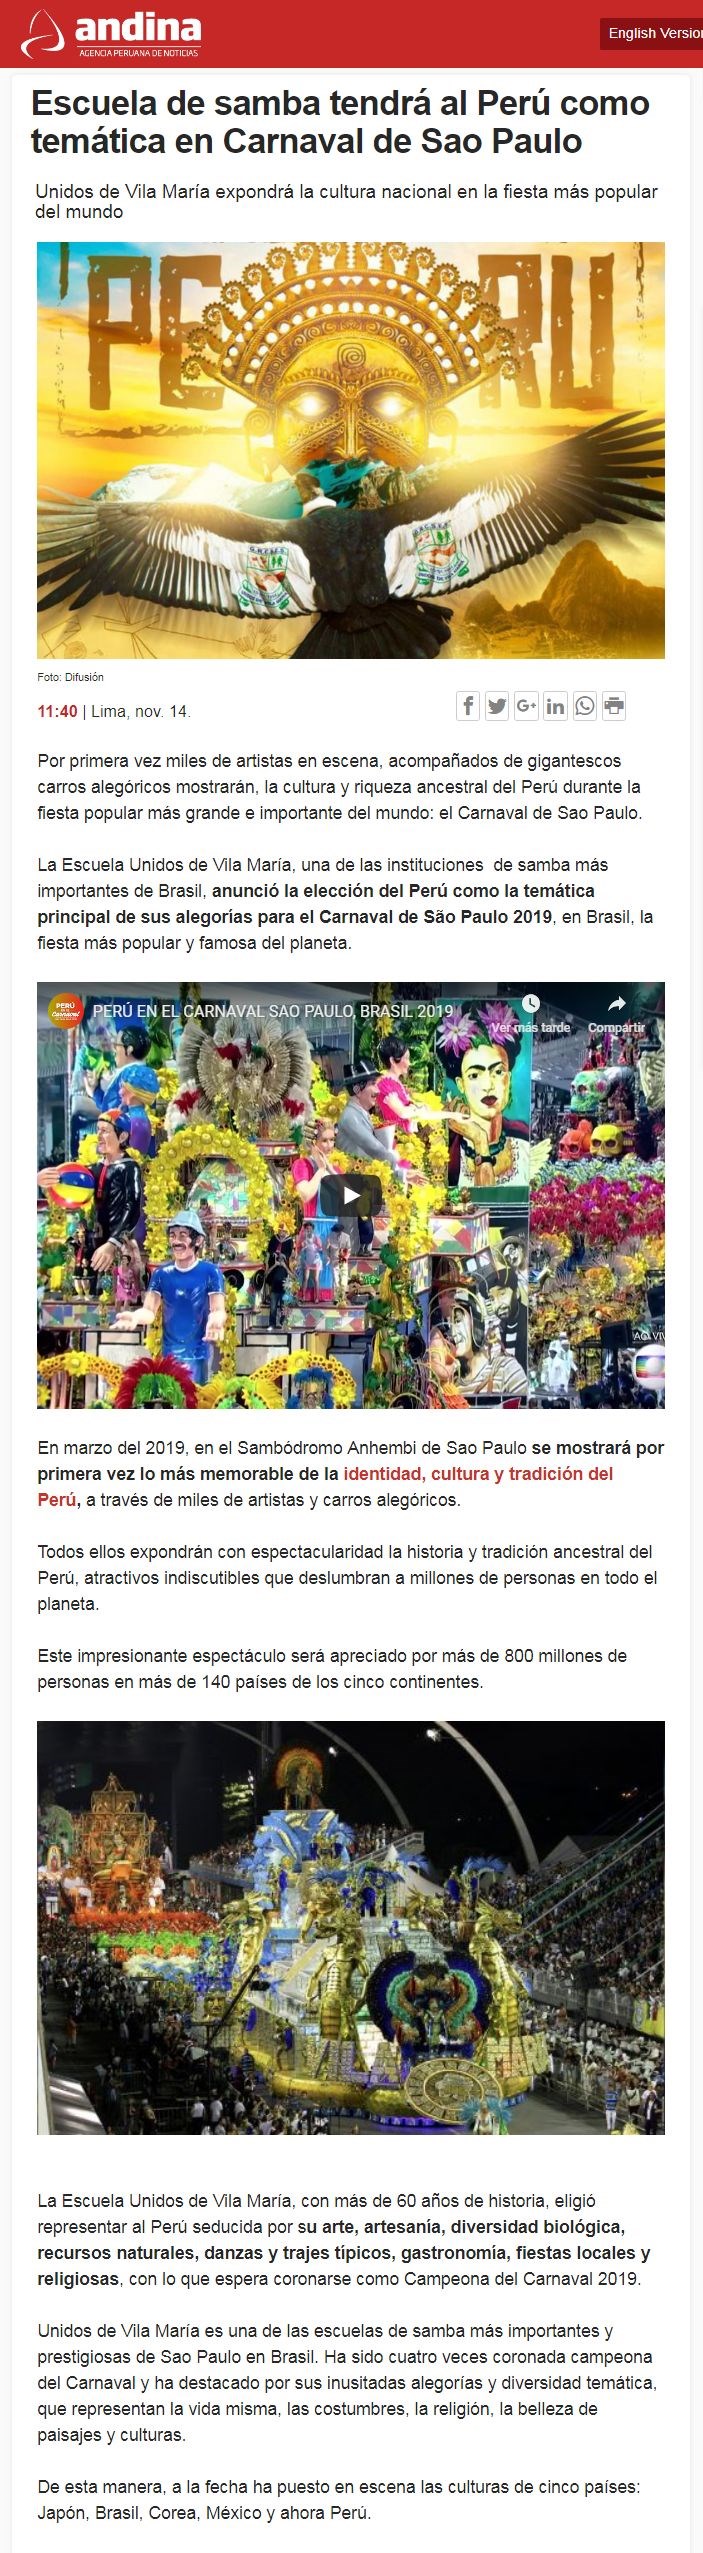 andina
AGENCIA PERUANA DE NOTICIAS
English Versio
Escuela de samba tendrá al Perú como
temática en Carnaval de Sao Paulo
Unidos de Vila María expondrá la cultura nacional en la fiesta más popular
del mundo
PE RU
G.R.C.S.E.S.
G.R.C.S.E.S.
Foto: Difusión
11:40 | Lima, nov. 14.
Por primera vez miles de artistas en escena, acompañados de gigantescos
carros alegóricos mostrarán, la cultura y riqueza ancestral del Perú durante la
fiesta popular más grande e importante del mundo: el Carnaval de Sao Paulo.
La Escuela Unidos de Vila María, una de las instituciones de samba más
importantes de Brasil, anunció la elección del Perú como la temática
principal de sus alegorías para el Carnaval de São Paulo 2019, en Brasil, la
fiesta más popular y famosa del planeta.
PERÚ EN EL CARNAVAL SAO PAULO, BRASIL 2019
Ver más tarde
Compartir
AO VIV
En marzo del 2019, en el Sambódromo Anhembi de Sao Paulo se mostrará por
primera vez lo más memorable de la identidad, cultura y tradición del
Perú, a través de miles de artistas y carros alegóricos.
Todos ellos expondrán con espectacularidad la historia y tradición ancestral del
Perú, atractivos indiscutibles que deslumbran a millones de personas en todo el
planeta.
Este impresionante espectáculo será apreciado por más de 800 millones de
personas en más de 140 países de los cinco continentes.
La Escuela Unidos de Vila María, con más de 60 años de historia, eligió
representar al Perú seducida por su arte, artesanía, diversidad biológica,
recursos naturales, danzas y trajes típicos, gastronomía, fiestas locales y
religiosas, con lo que espera coronarse como Campeona del Carnaval 2019.
Unidos de Vila María es una de las escuelas de samba más importantes y
prestigiosas de Sao Paulo en Brasil. Ha sido cuatro veces coronada campeona
del Carnaval y ha destacado por sus inusitadas alegorías y diversidad temática,
que representan la vida misma, las costumbres, la religión, la belleza de
paisajes y culturas.
De esta manera, a la fecha ha puesto en escena las culturas de cinco países:
Japón, Brasil, Corea, México y ahora Perú.